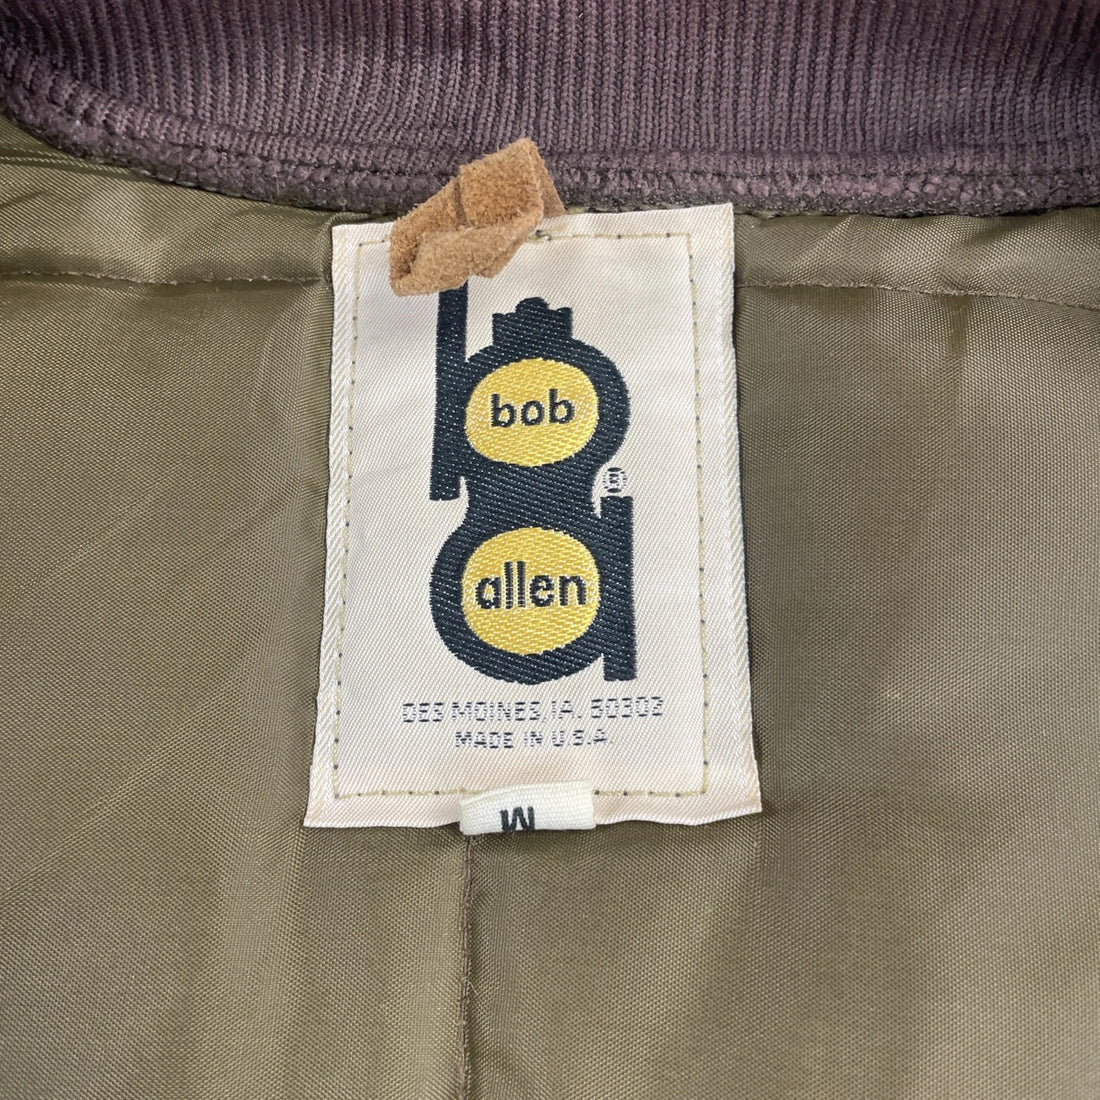 bob
®
allen
DES MOINES, IA. 50302
MADE IN U.S.A.
M